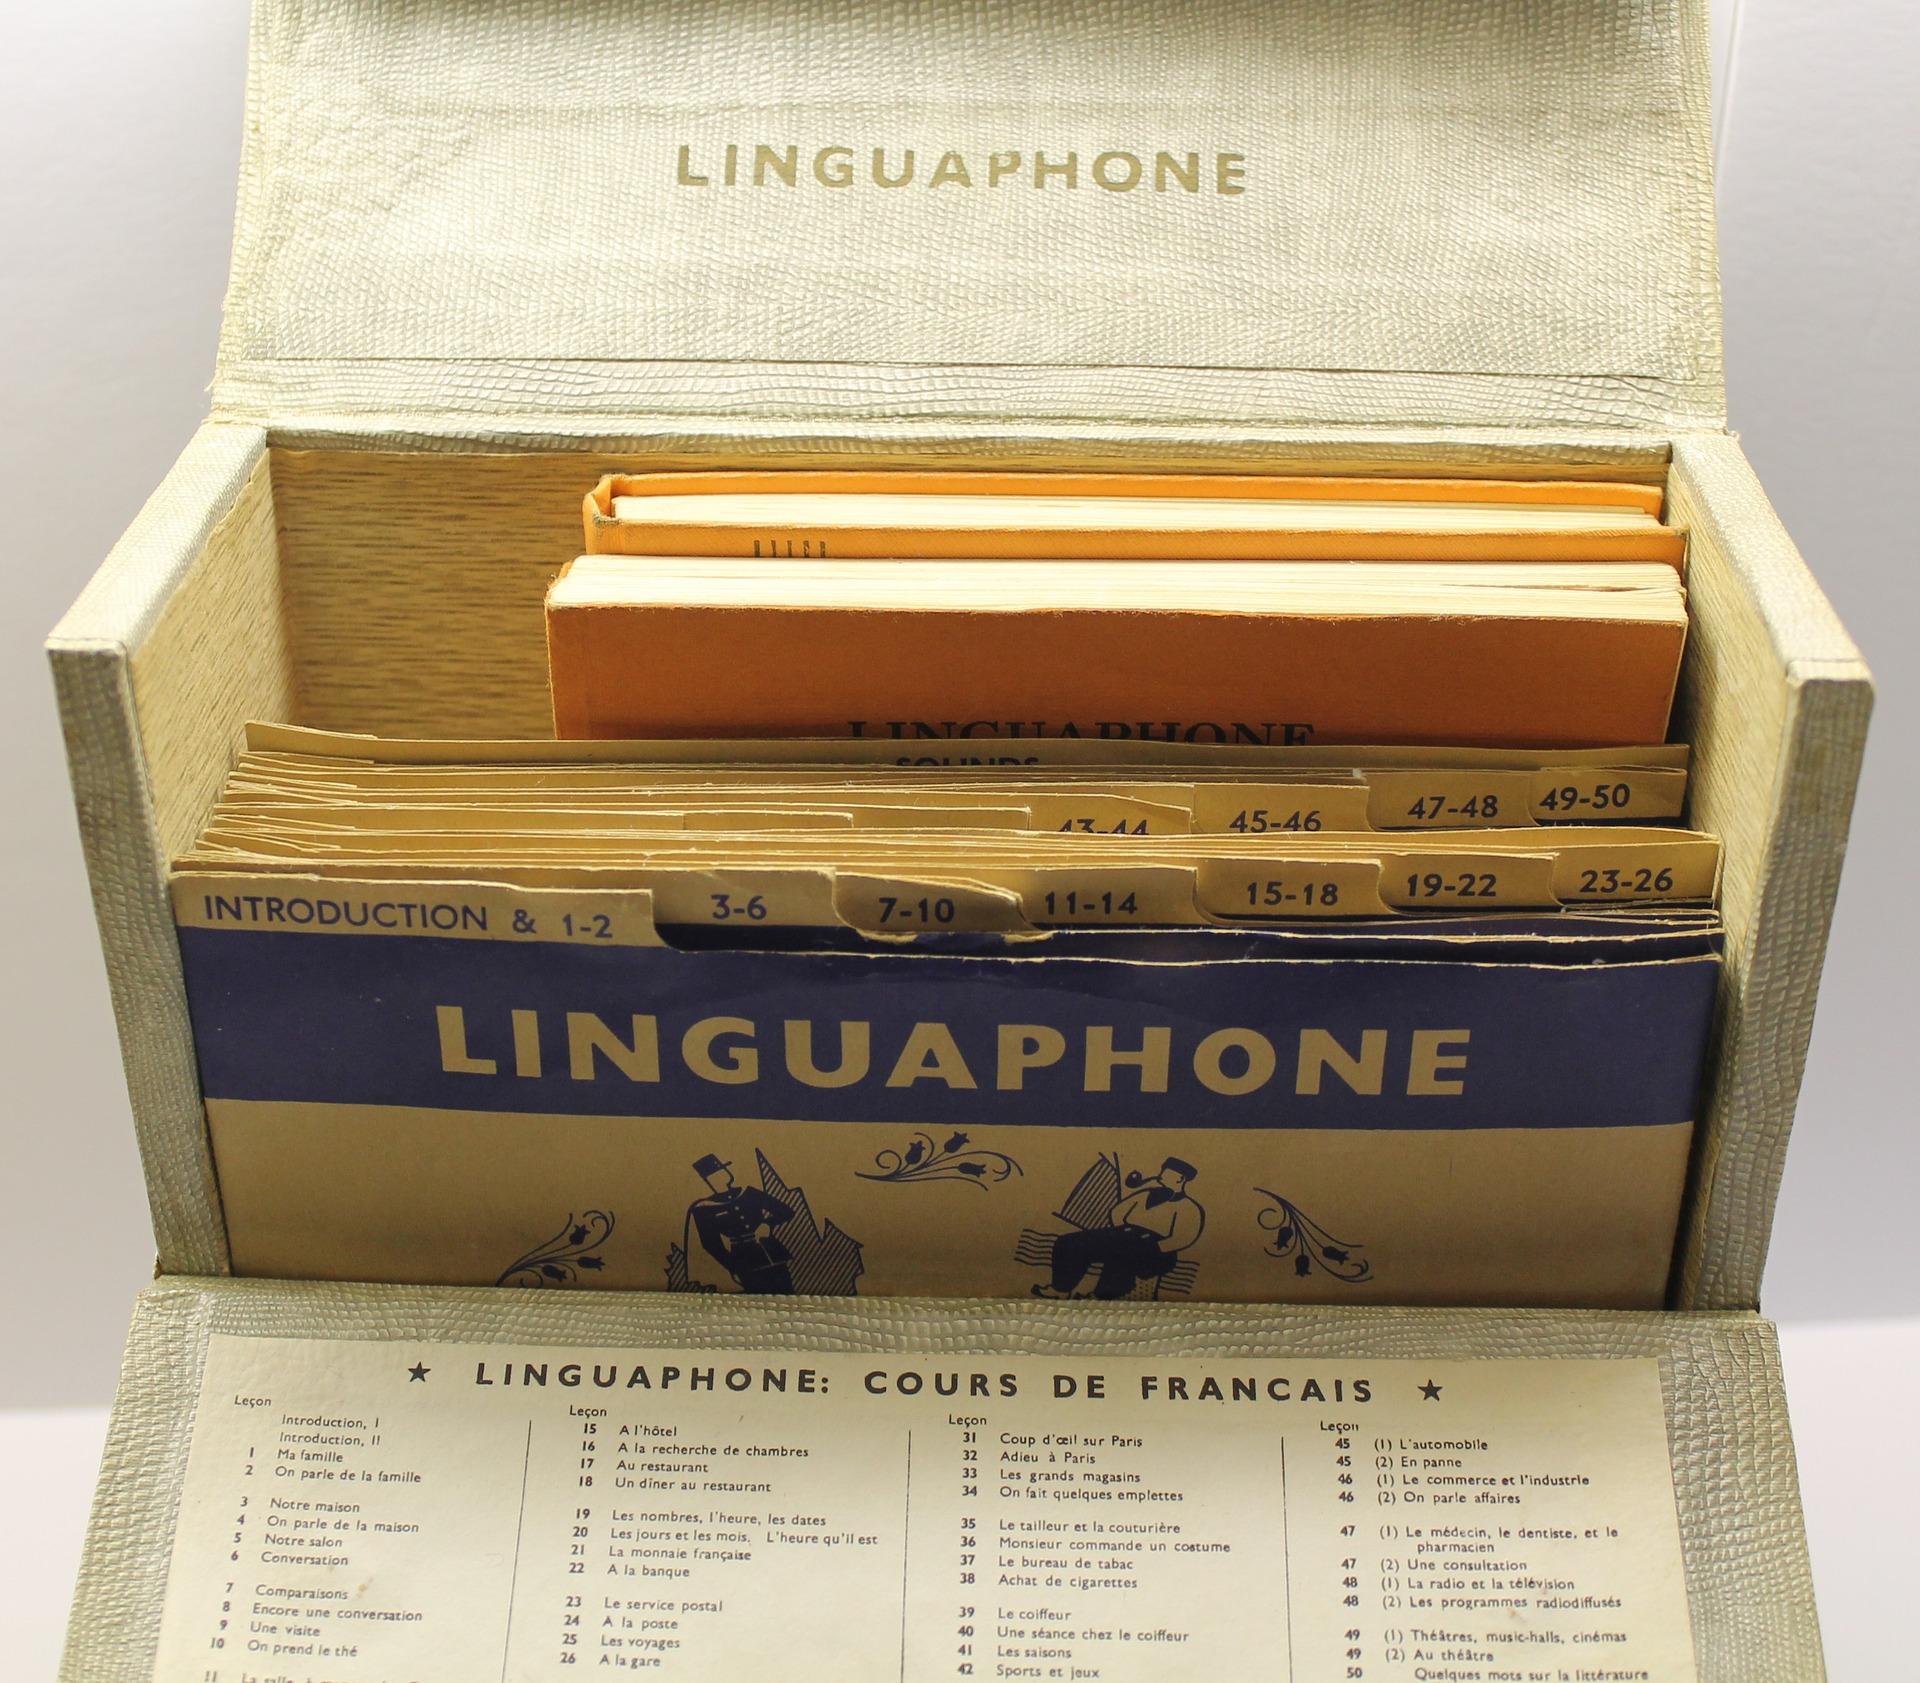 LINGUAPHONE
LINGUAPHONE
SOUNDS
43-44 45-46 47-48 49-50
INTRODUCTION & 1-2 3-6 7-10 11-14 15-18 19-22 23-26
LINGUAPHONE
★ LINGUAPHONE: COURS DE FRANCAIS ★
Leçon
Introduction, I
Introduction, II
1 Ma famille
2 On parle de la famille
3 Notre maison
4 On parle de la maison
5 Notre salon
6 Conversation
7 Comparaisons
8 Encore une conversation
9 Une visite
10 On prend le thé
11 La salle à
Leçon
15 A l'hôtel
16 A la recherche de chambres
17 Au restaurant
18 Un dîner au restaurant
19 Les nombres, l'heure, les dates
20 Les jours et les mois. L'heure qu'il est
21 La monnaie française
22 A la banque
23 Le service postal
24 A la poste
25 Les voyages
26 A la gare
Leçon
31 Coup d'œil sur Paris
32 Adieu à Paris
33 Les grands magasins
34 On fait quelques emplettes
35 Le tailleur et la couturière
36 Monsieur commande un costume
37 Le bureau de tabac
38 Achat de cigarettes
39 Le coiffeur
40 Une séance chez le coiffeur
41 Les saisons
42 Sports et jeux
Leçon
45 (1) L'automobile
45 (2) En panne
46 (1) Le commerce et l'industrie
46 (2) On parle affaires
47 (1) Le médecin, le dentiste, et le
pharmacien
47 (2) Une consultation
48 (1) La radio et la télévision
48 (2) Les programmes radiodiffusés
49 (1) Théâtres, music-halls, cinémas
49 (2) Au théâtre
50 Quelques mots sur la littérature